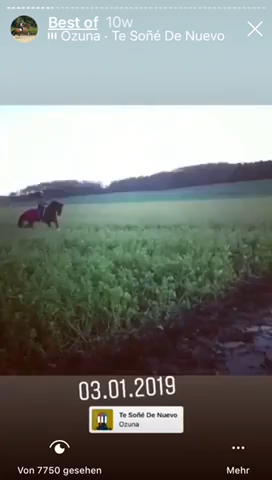 Best of 10w
Ozuna · Te Soñé De Nuevo
03.01.2019
Te Soñé De Nuevo
Ozuna
Von 7750 gesehen
Mehr